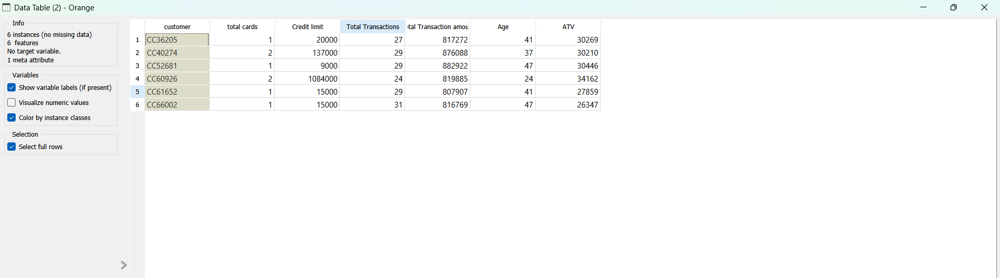 Data Table (2) - Orange
Info
6 instances (no missing data)
6 features
No target variable.
1 meta attribute
Variables
Show variable labels (if present)
Visualize numeric values
Color by instance classes
Selection
Select full rows
customer total cards Credit limit Total Transactions tal Transaction amou Age ATV
1 CC36205 1 20000 27 817272 41 30269
2 CC40274 2 137000 29 876088 37 30210
3 CC52681 1 9000 29 882922 47 30446
4 CC60926 2 1084000 24 819885 24 34162
5 CC61652 1 15000 29 807907 41 27859
6 CC66002 1 15000 31 816769 47 26347